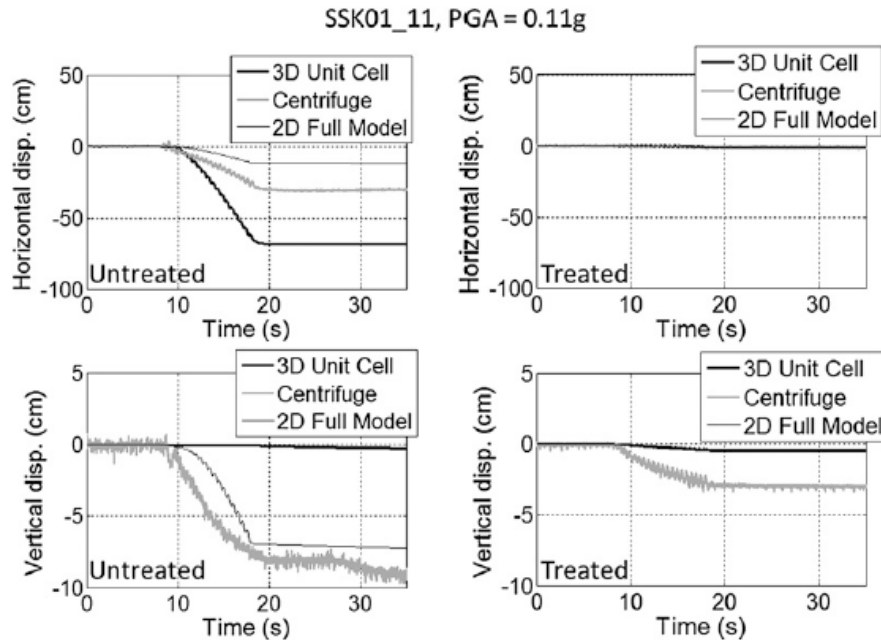 SSK01_11, PGA = 0.11g
50
0
-50
-100
Horizontal disp. (cm)
3D Unit Cell
Centrifuge
2D Full Model
Untreated
0
10
20
30
Time (s)
50
0
-50
-100
Horizontal disp. (cm)
3D Unit Cell
Centrifuge
2D Full Model
Treated
0
10
20
30
Time (s)
5
0
-5
-10
Vertical disp. (cm)
3D Unit Cell
Centrifuge
2D Full Model
Untreated
0
10
20
30
Time (s)
5
0
-5
-10
Vertical disp. (cm)
3D Unit Cell
Centrifuge
2D Full Model
Treated
0
10
20
30
Time (s)